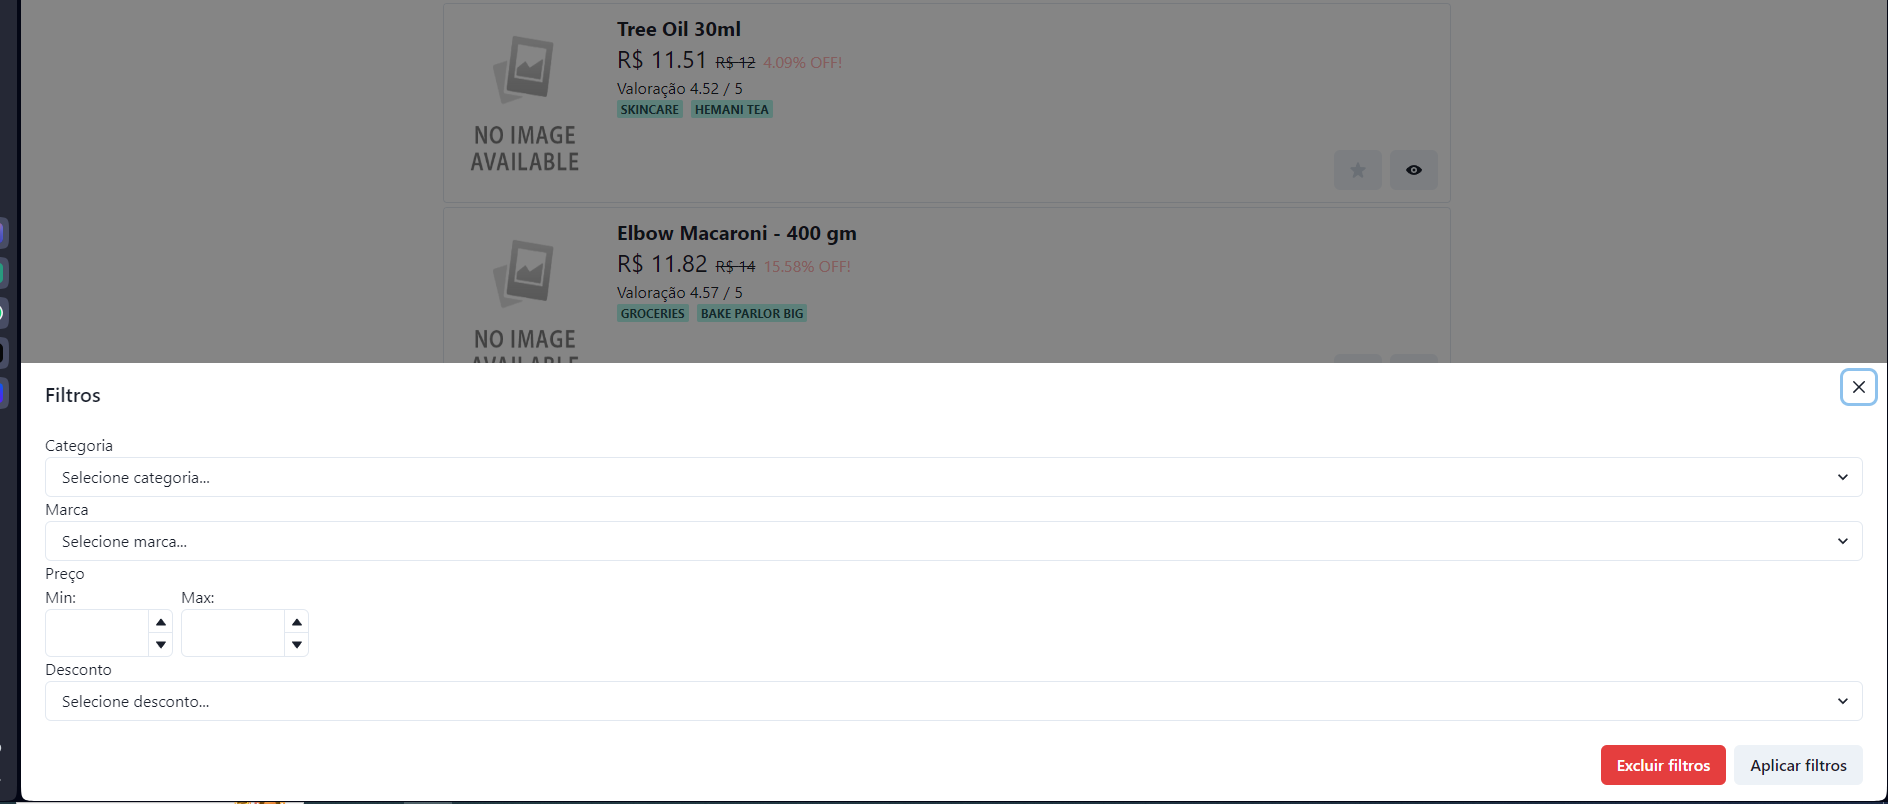 Tree Oil 30ml
R$ 11.51 R$ 12 4.09% OFF!
Valoração 4.52 / 5
SKINCARE HEMANI TEA
NO IMAGE
AVAILABLE
Elbow Macaroni - 400 gm
R$ 11.82 R$ 14 15.58% OFF!
Valoração 4.57 / 5
GROCERIES BAKE PARLOR BIG
NO IMAGE
AVAILABLE
Filtros
Categoria
Selecione categoria...
Marca
Selecione marca...
Preço
Min: Max:
Desconto
Selecione desconto...
Excluir filtros Aplicar filtros